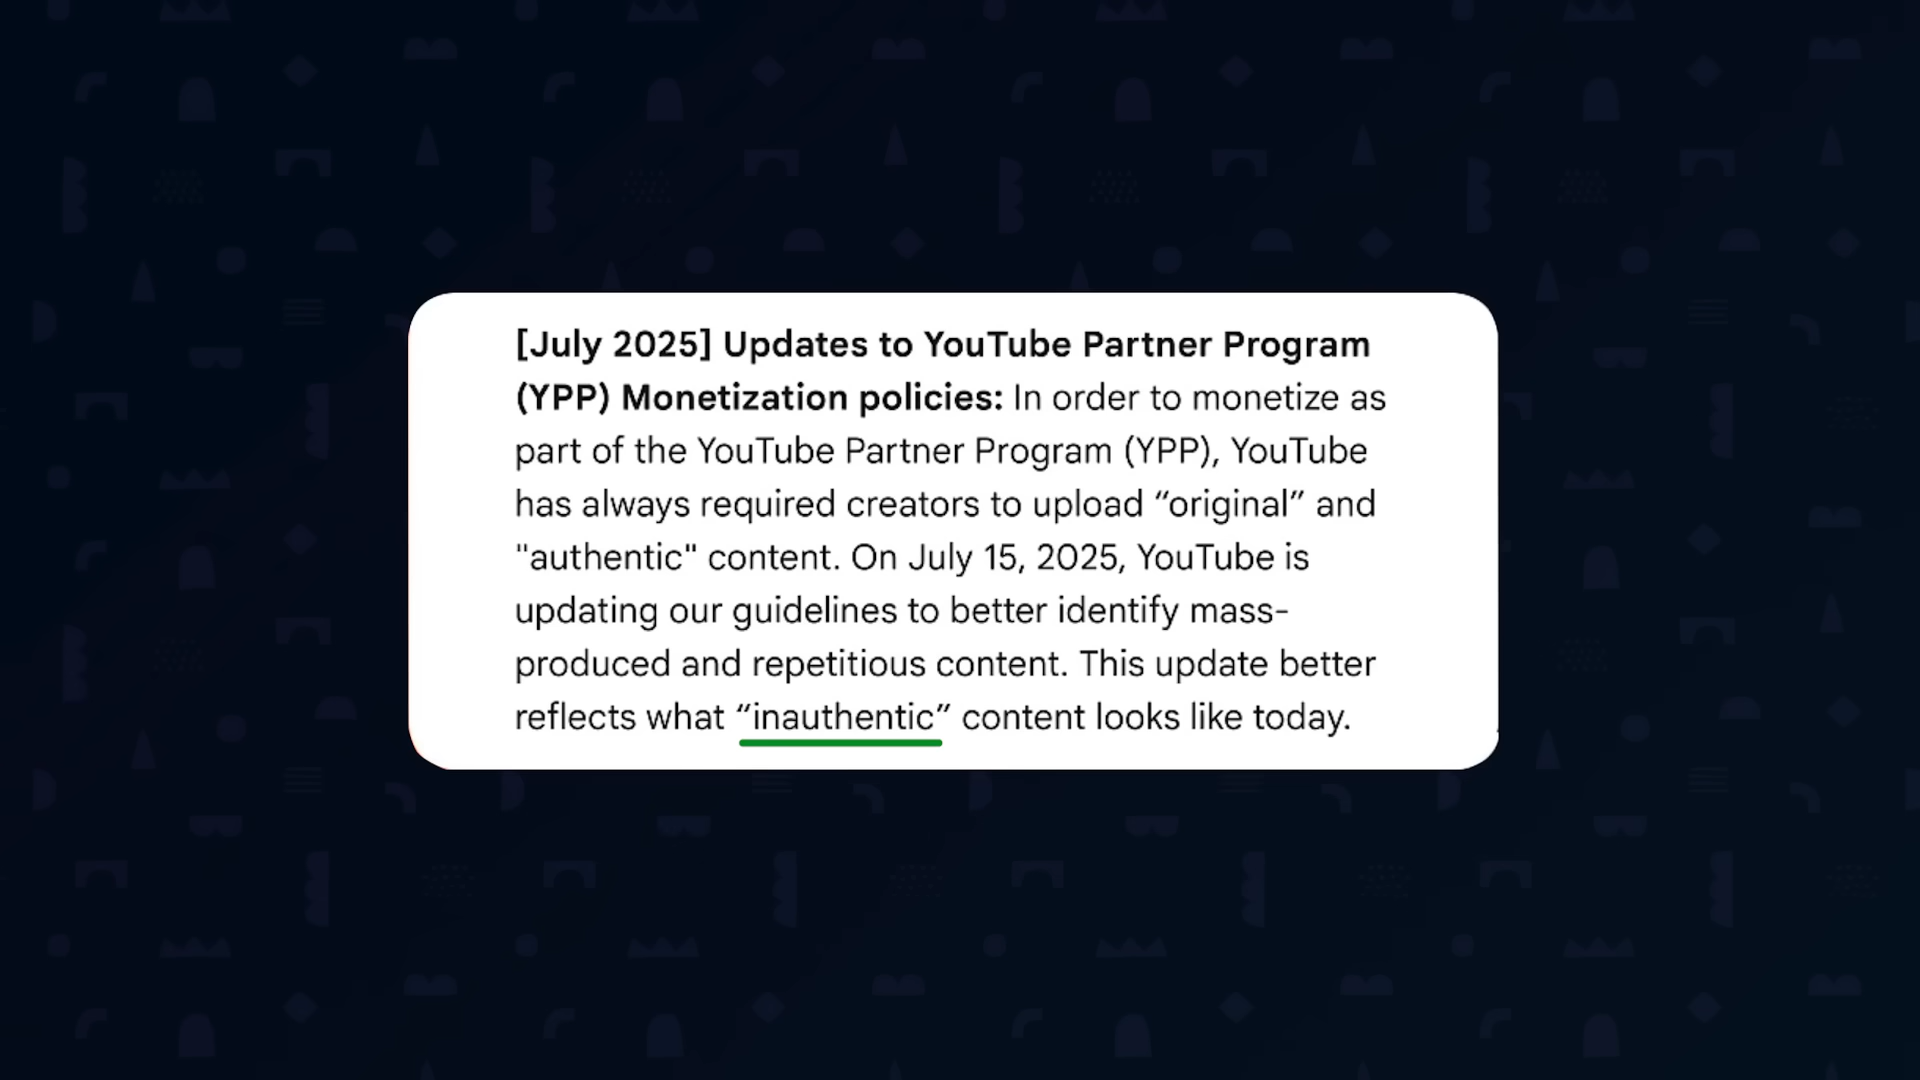 [July 2025] Updates to YouTube Partner Program
(YPP) Monetization policies: In order to monetize as
part of the YouTube Partner Program (YPP), YouTube
has always required creators to upload “original” and
"authentic" content. On July 15, 2025, YouTube is
updating our guidelines to better identify mass-
produced and repetitious content. This update better
reflects what “inauthentic” content looks like today.